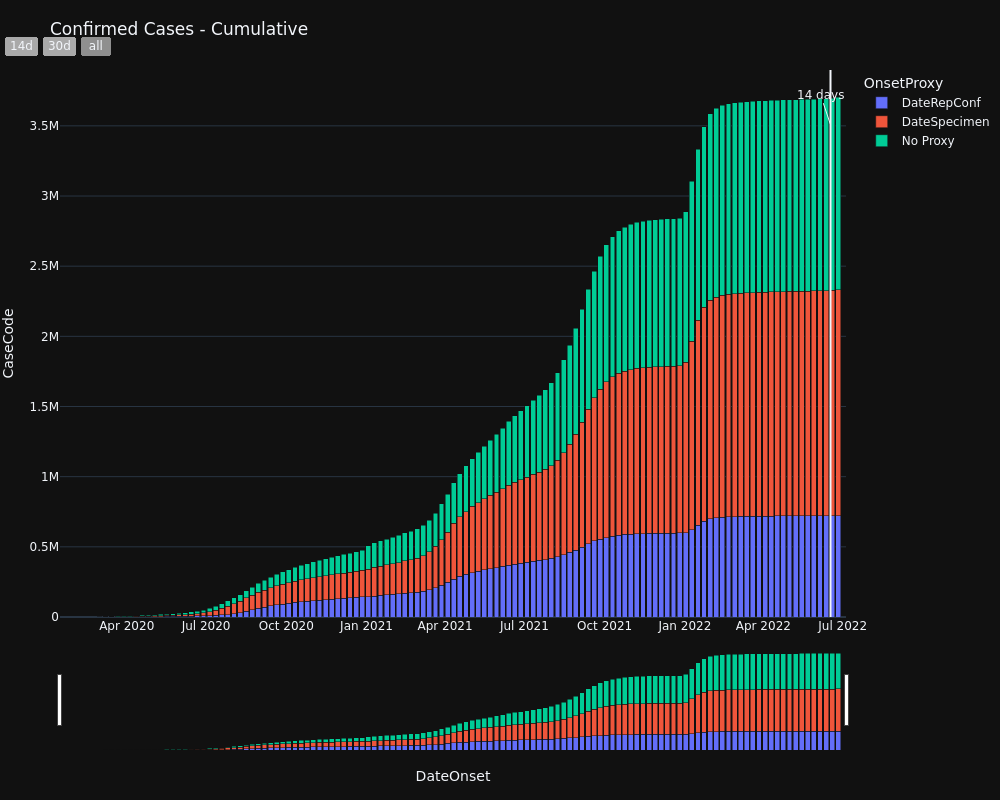 Confirmed Cases - Cumulative
14d 30d all
14 days
OnsetProxy
DateRepConf
DateSpecimen
No Proxy
CaseCode
3.5M
3M
2.5M
2M
1.5M
1M
0.5M
0
Apr 2020 Jul 2020 Oct 2020 Jan 2021 Apr 2021 Jul 2021 Oct 2021 Jan 2022 Apr 2022 Jul 2022
DateOnset